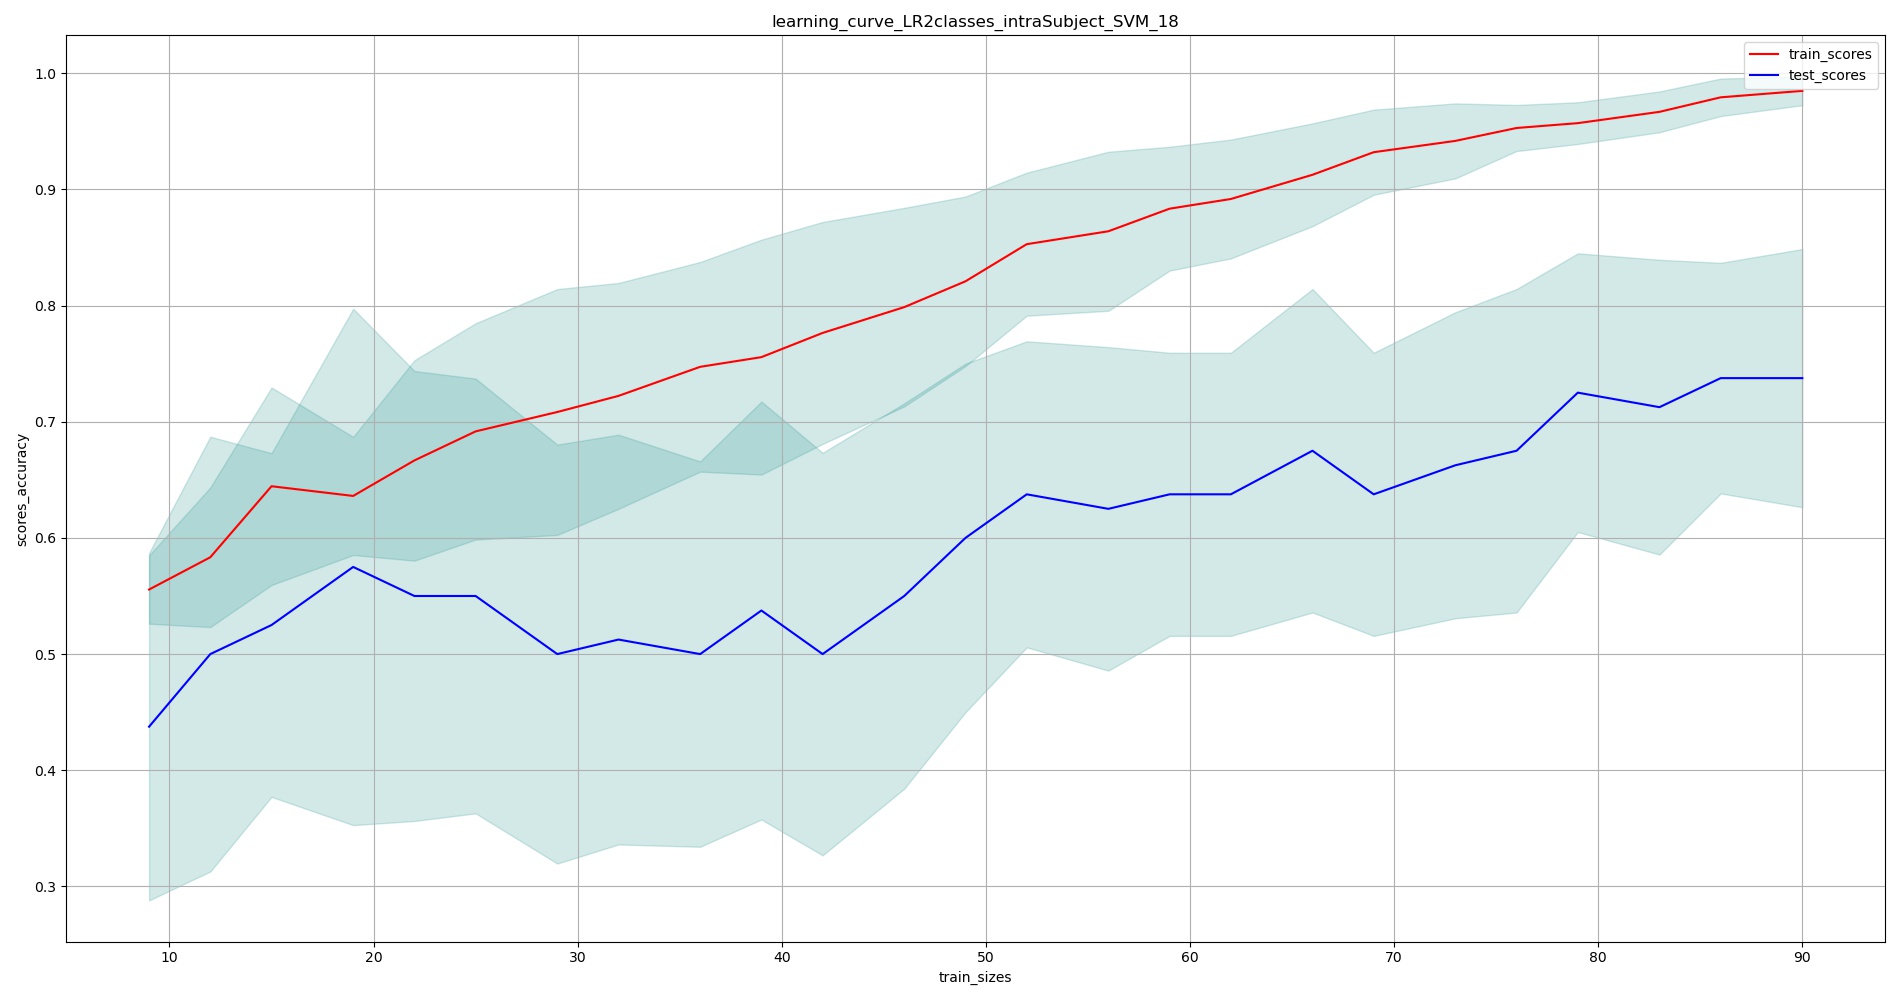 learning_curve_LR2classes_intraSubject_SVM_18
train_scores
test_scores
1.0
0.9
0.8
0.7
0.6
0.5
0.4
0.3
scores_accuracy
10 20 30 40 50 60 70 80 90
train_sizes